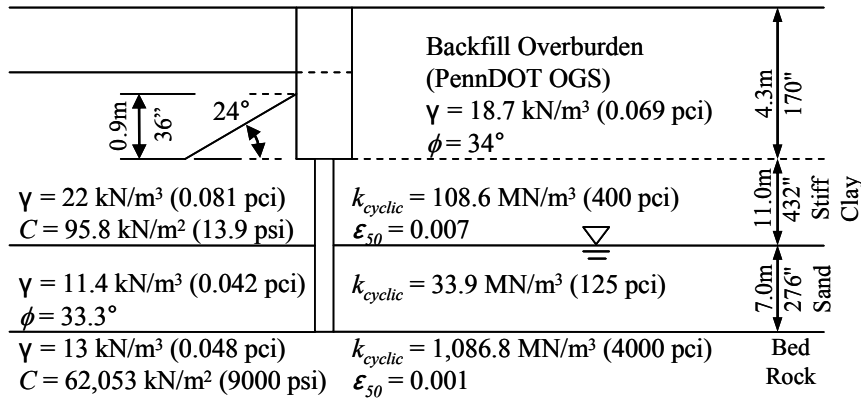 Backfill Overburden
(PennDOT OGS)
γ = 18.7 kN/m³ (0.069 pci)
ϕ = 34°
0.9m
36”
24°
4.3m
170"
γ = 22 kN/m³ (0.081 pci)
C = 95.8 kN/m² (13.9 psi)
k_cyclic = 108.6 MN/m³ (400 pci)
ε_50 = 0.007
11.0m
432"
Stiff
Clay
γ = 11.4 kN/m³ (0.042 pci)
ϕ = 33.3°
k_cyclic = 33.9 MN/m³ (125 pci)
7.0m
276"
Sand
γ = 13 kN/m³ (0.048 pci)
C = 62,053 kN/m² (9000 psi)
k_cyclic = 1,086.8 MN/m³ (4000 pci)
ε_50 = 0.001
Bed
Rock